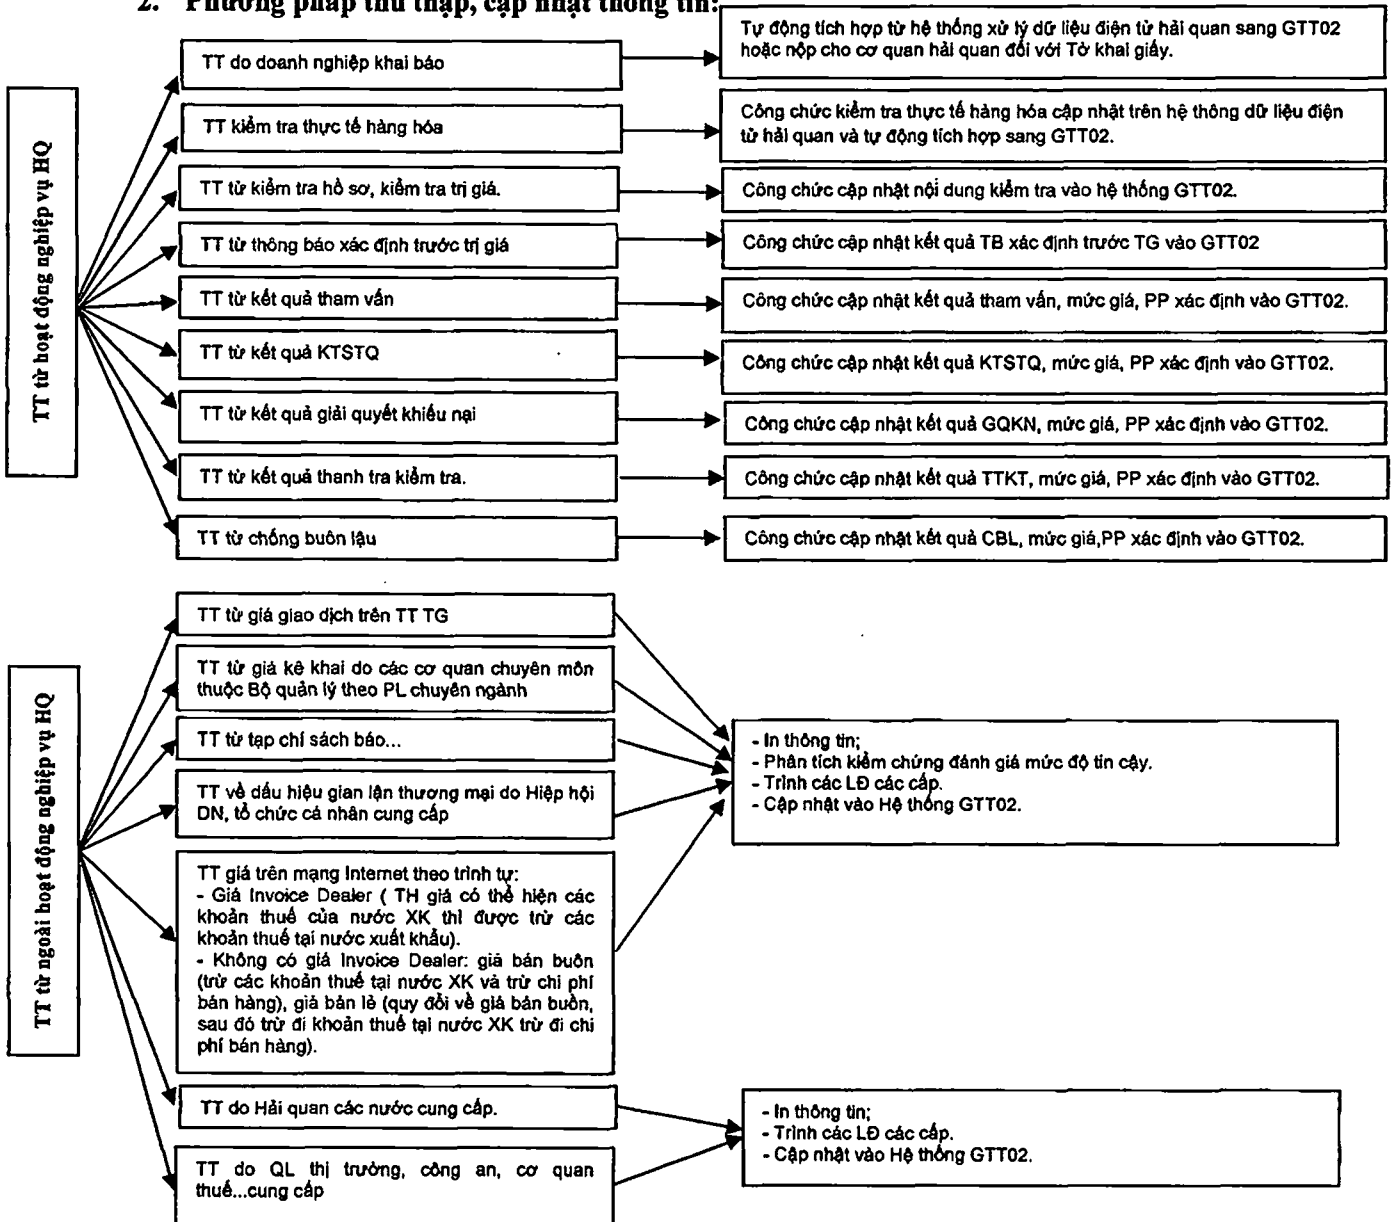 2. Phương pháp thu thập, cập nhật thông tin:
TT từ hoạt động nghiệp vụ HQ
TT do doanh nghiệp khai báo
Tự động tích hợp từ hệ thống xử lý dữ liệu điện tử hải quan sang GTT02
hoặc nộp cho cơ quan hải quan đối với Tờ khai giấy.
TT kiểm tra thực tế hàng hóa
Công chức kiểm tra thực tế hàng hóa cập nhật trên hệ thông dữ liệu điện
tử hải quan và tự động tích hợp sang GTT02.
TT từ kiểm tra hồ sơ, kiểm tra trị giá.
Công chức cập nhật nội dung kiểm tra vào hệ thống GTT02.
TT từ thông báo xác định trước trị giá
Công chức cập nhật kết quả TB xác định trước TG vào GTT02
TT từ kết quả tham vấn
Công chức cập nhật kết quả tham vấn, mức giá, PP xác định vào GTT02.
TT từ kết quả KTSTQ
Công chức cập nhật kết quả KTSTQ, mức giá, PP xác định vào GTT02.
TT từ kết quả giải quyết khiếu nại
Công chức cập nhật kết quả GQKN, mức giá, PP xác định vào GTT02.
TT từ kết quả thanh tra kiểm tra.
Công chức cập nhật kết quả TTKT, mức giá, PP xác định vào GTT02.
TT từ chống buôn lậu
Công chức cập nhật kết quả CBL, mức giá,PP xác định vào GTT02.
TT từ ngoài hoạt động nghiệp vụ HQ
TT từ giá giao dịch trên TT TG
TT từ giá kê khai do các cơ quan chuyên môn
thuộc Bộ quản lý theo PL chuyên ngành
TT từ tạp chí sách báo...
TT về dấu hiệu gian lận thương mại do Hiệp hội
DN, tổ chức cá nhân cung cấp
TT giá trên mạng Internet theo trình tự:
- Giá Invoice Dealer ( TH giá có thể hiện các
khoản thuế của nước XK thì được trừ các
khoản thuế tại nước xuất khẩu).
- Không có giá Invoice Dealer: giá bán buôn
(trừ các khoản thuế tại nước XK và trừ chi phí
bán hàng), giá bán lẻ (quy đổi về giá bán buôn,
sau đó trừ đi khoản thuế tại nước XK trừ đi chi
phí bán hàng).
- In thông tin;
- Phân tích kiểm chứng đánh giá mức độ tin cậy.
- Trình các LĐ các cấp.
- Cập nhật vào Hệ thống GTT02.
TT do Hải quan các nước cung cấp.
TT do QL thị trường, công an, cơ quan
thuế...cung cấp
- In thông tin;
- Trình các LĐ các cấp.
- Cập nhật vào Hệ thống GTT02.